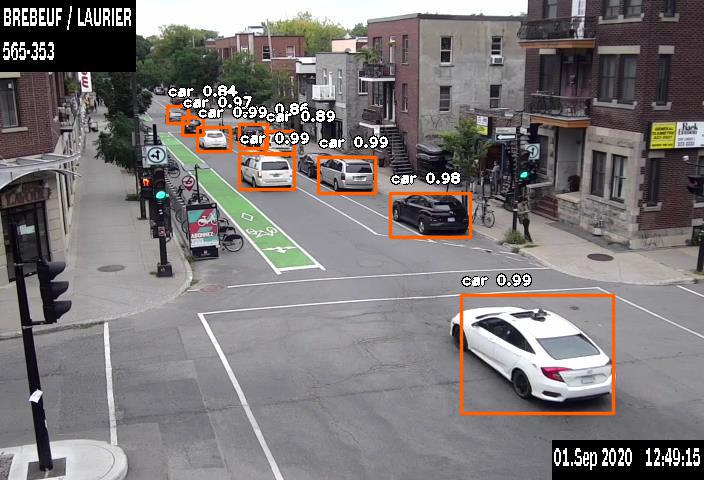 BREBEUF / LAURIER
565-353
car 0.84
car 0.97
car 0.99
0.86
0.89
car
0.99
car 0.99
car 0.98
car 0.99
ABONNEZ
01.Sep 2020 12:49:15